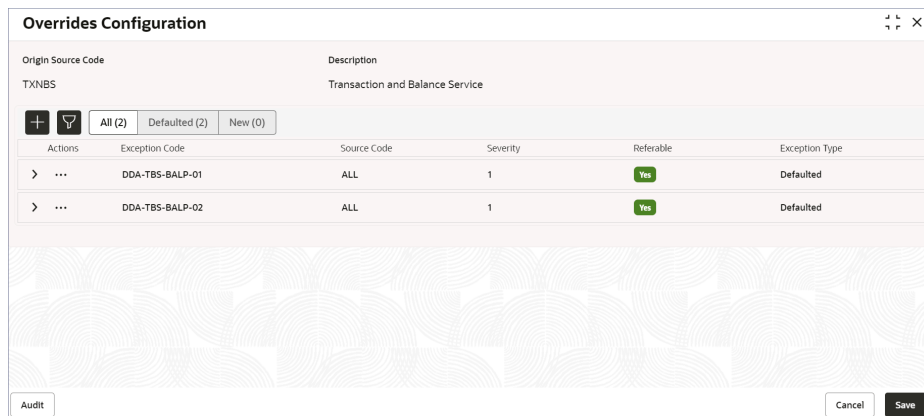 Overrides Configuration
Origin Source Code Description
TXNBS Transaction and Balance Service
All (2) Defaulted (2) New (0)
Actions Exception Code Source Code Severity Referable Exception Type
DDA-TBS-BALP-01 ALL 1 Yes Defaulted
DDA-TBS-BALP-02 ALL 1 Yes Defaulted
Audit Cancel Save